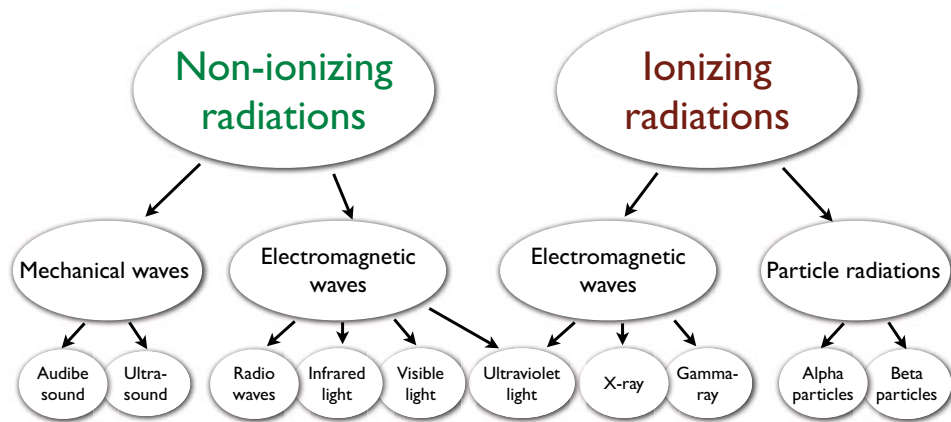 Non-ionizing
radiations
Ionizing
radiations
Mechanical waves
Electromagnetic
waves
Electromagnetic
waves
Particle radiations
Audibe
sound
Ultra-
sound
Radio
waves
Infrared
light
Visible
light
Ultraviolet
light
X-ray
Gamma-
ray
Alpha
particles
Beta
particles